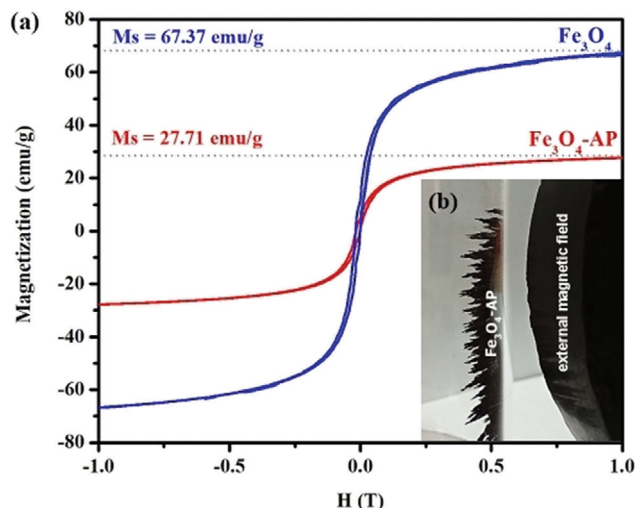 (a)
80
60
40
20
0
-20
-40
-60
-80
Magnetization (emu/g)
Ms = 67.37 emu/g
Fe₃O₄
Ms = 27.71 emu/g
Fe₃O₄-AP
(b)
Fe₃O₄-AP
external magnetic field
-1.0
-0.5
0.0
0.5
1.0
H (T)